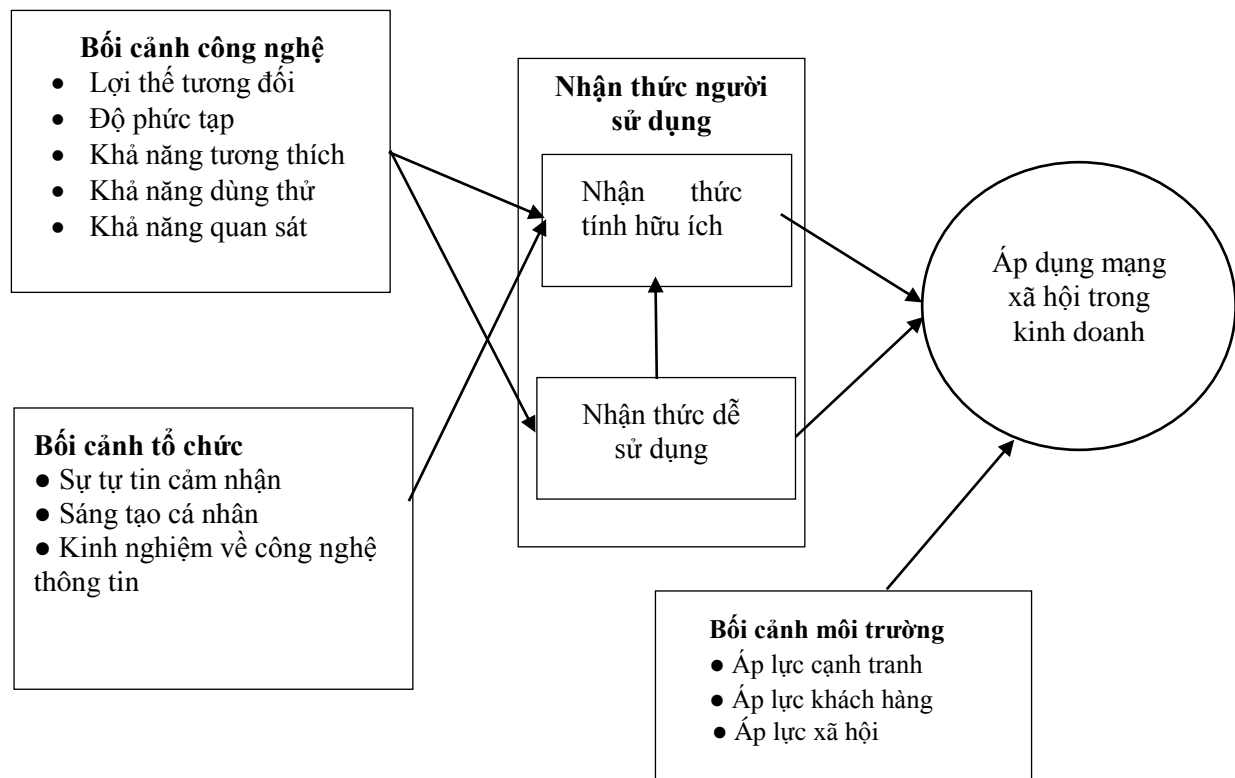 Bối cảnh công nghệ
• Lợi thế tương đối
• Độ phức tạp
• Khả năng tương thích
• Khả năng dùng thử
• Khả năng quan sát
Nhận thức người
sử dụng
Nhận thức
tính hữu ích
Nhận thức dễ
sử dụng
Áp dụng mạng
xã hội trong
kinh doanh
Bối cảnh tổ chức
● Sự tự tin cảm nhận
● Sáng tạo cá nhân
● Kinh nghiệm về công nghệ
thông tin
Bối cảnh môi trường
● Áp lực cạnh tranh
● Áp lực khách hàng
● Áp lực xã hội